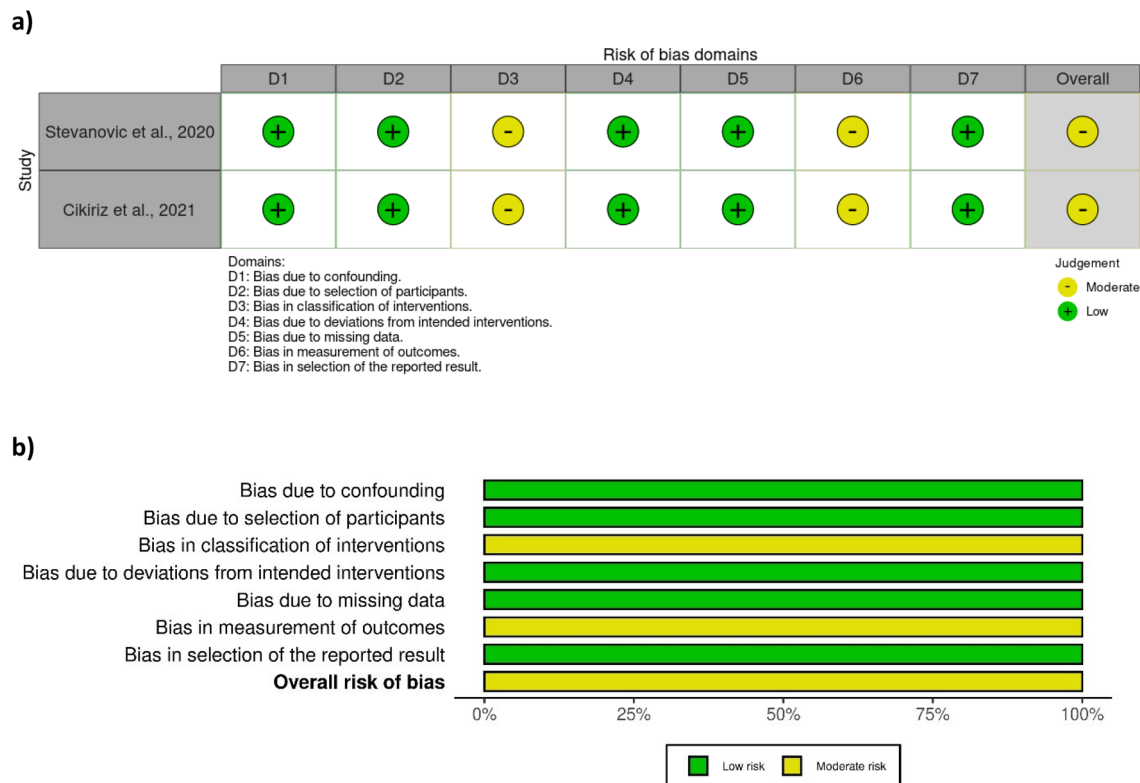 a)
Risk of bias domains
D1 D2 D3 D4 D5 D6 D7 Overall
Study
Stevanovic et al., 2020 + + - + + - + -
Cikiriz et al., 2021 + + - + + - + -
Domains:
D1: Bias due to confounding.
D2: Bias due to selection of participants.
D3: Bias in classification of interventions.
D4: Bias due to deviations from intended interventions.
D5: Bias due to missing data.
D6: Bias in measurement of outcomes.
D7: Bias in selection of the reported result.
Judgement
- Moderate
+ Low
b)
Bias due to confounding
Bias due to selection of participants
Bias in classification of interventions
Bias due to deviations from intended interventions
Bias due to missing data
Bias in measurement of outcomes
Bias in selection of the reported result
Overall risk of bias
0% 25% 50% 75% 100%
Low risk Moderate risk